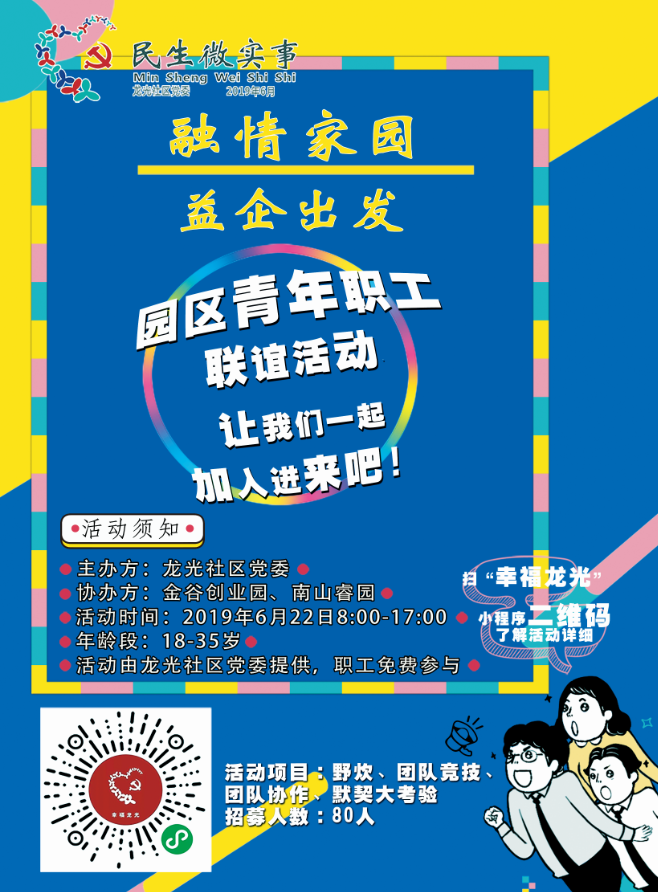 民生微实事
Min Sheng Wei Shi Shi
龙光社区党委 2019年6月
融情家园
益企出发
园区青年职工
联谊活动
让我们一起
加入进来吧！
活动须知
主办方：龙光社区党委
协办方：金谷创业园、南山睿园
活动时间：2019年6月22日8:00-17:00
年龄段：18-35岁
活动由龙光社区党委提供，职工免费参与
扫“幸福龙光”
小程序二维码
了解活动详细
幸福龙光
活动项目：野炊、团队竞技、
团队协作、默契大考验
招募人数：80人